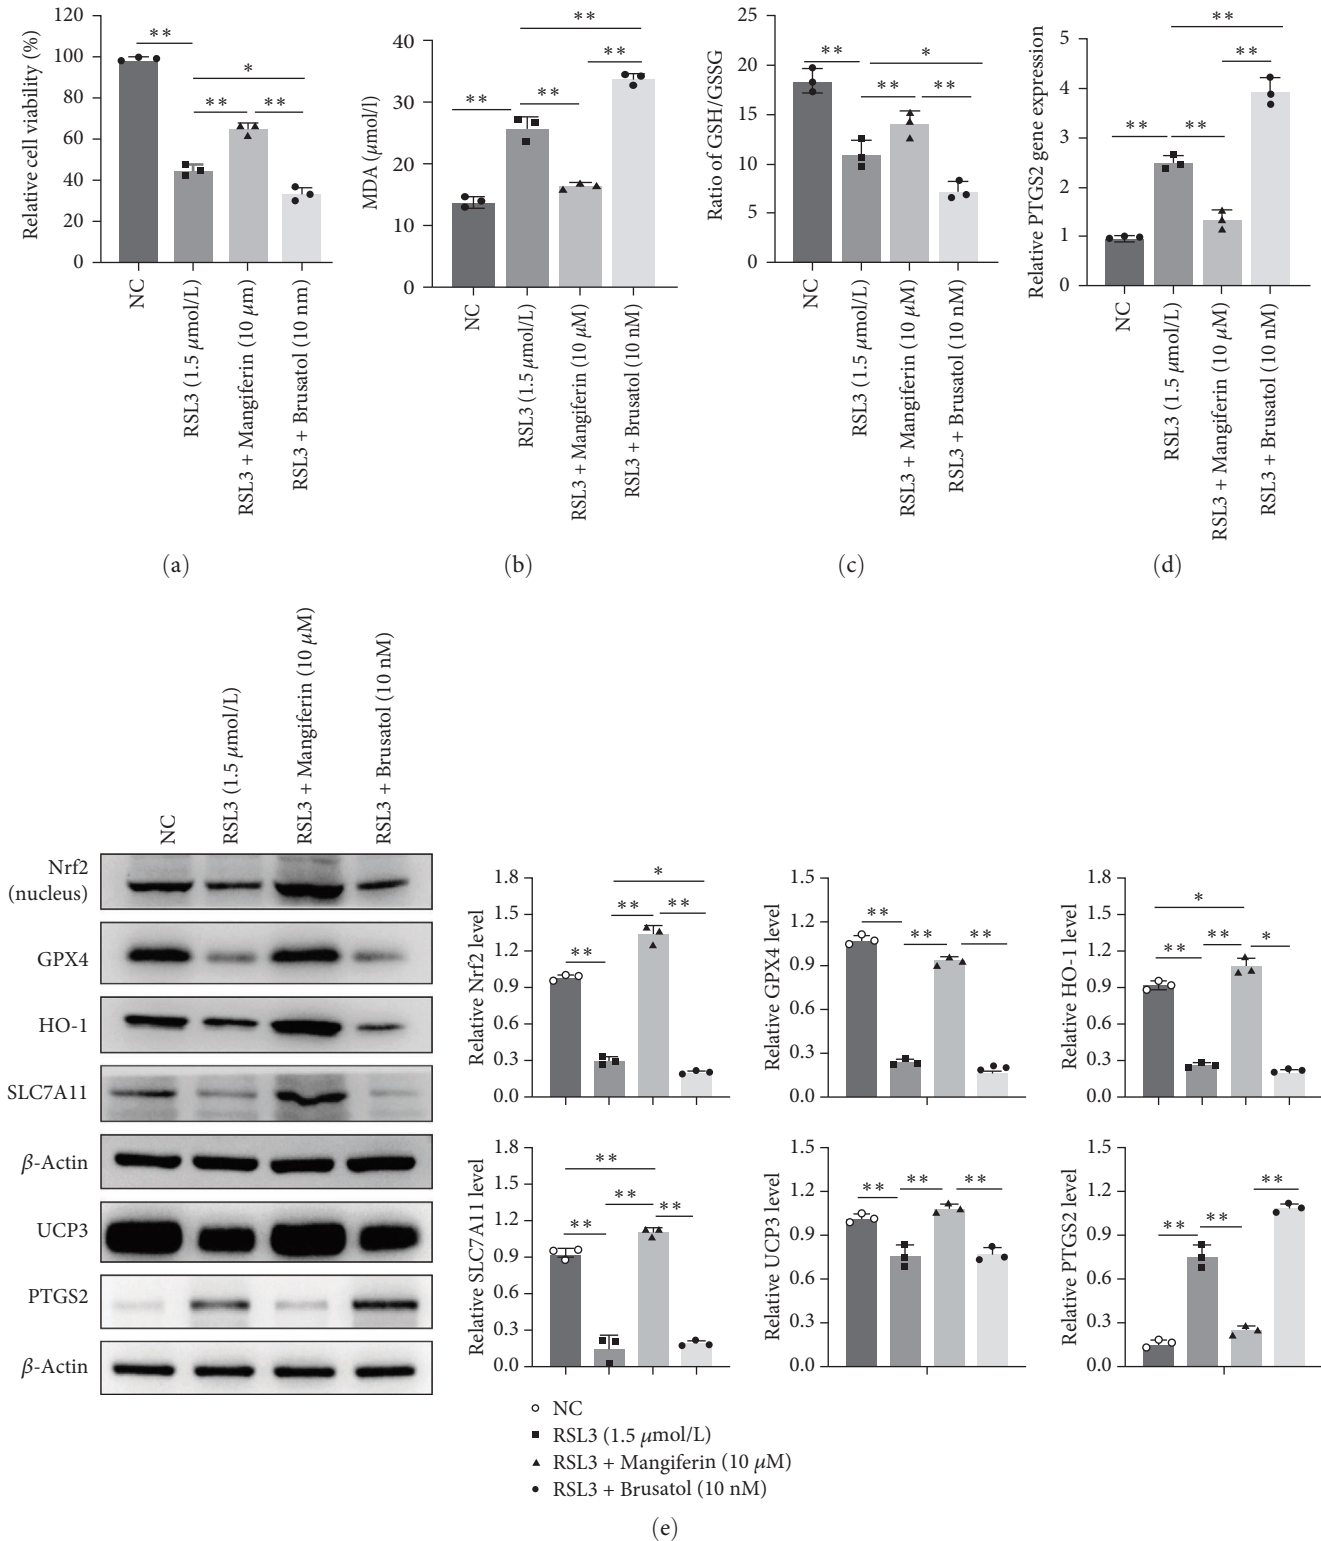 Relative cell viability (%)
120
100
80
60
40
20
0
**
*
**
**
NC
RSL3 (1.5 µmol/L)
RSL3 + Mangiferin (10 µm)
RSL3 + Brusatol (10 nm)
(a)
MDA (µmol/l)
40
30
20
10
0
**
**
**
**
NC
RSL3 (1.5 µmol/L)
RSL3 + Mangiferin (10 µM)
RSL3 + Brusatol (10 nM)
(b)
Ratio of GSH/GSSG
25
20
15
10
5
0
**
*
**
**
NC
RSL3 (1.5 µmol/L)
RSL3 + Mangiferin (10 µM)
RSL3 + Brusatol (10 nM)
(c)
Relative PTGS2 gene expression
5
4
3
2
1
0
**
**
**
**
NC
RSL3 (1.5 µmol/L)
RSL3 + Mangiferin (10 µM)
RSL3 + Brusatol (10 nM)
(d)
NC
RSL3 (1.5 µmol/L)
RSL3 + Mangiferin (10 µM)
RSL3 + Brusatol (10 nM)
Nrf2
(nucleus)
GPX4
HO-1
SLC7A11
β-Actin
UCP3
PTGS2
β-Actin
Relative Nrf2 level
1.8
1.5
1.2
0.9
0.6
0.3
0.0
*
**
**
**
Relative GPX4 level
1.5
1.2
0.9
0.6
0.3
0.0
**
**
**
Relative HO-1 level
1.8
1.5
1.2
0.9
0.6
0.3
0.0
*
**
**
*
Relative SLC7A11 level
1.8
1.5
1.2
0.9
0.6
0.3
0.0
**
**
**
**
Relative UCP3 level
1.5
1.2
0.9
0.6
0.3
0.0
**
**
**
Relative PTGS2 level
1.5
1.2
0.9
0.6
0.3
0.0
**
**
**
NC
RSL3 (1.5 µmol/L)
RSL3 + Mangiferin (10 µM)
RSL3 + Brusatol (10 nM)
(e)